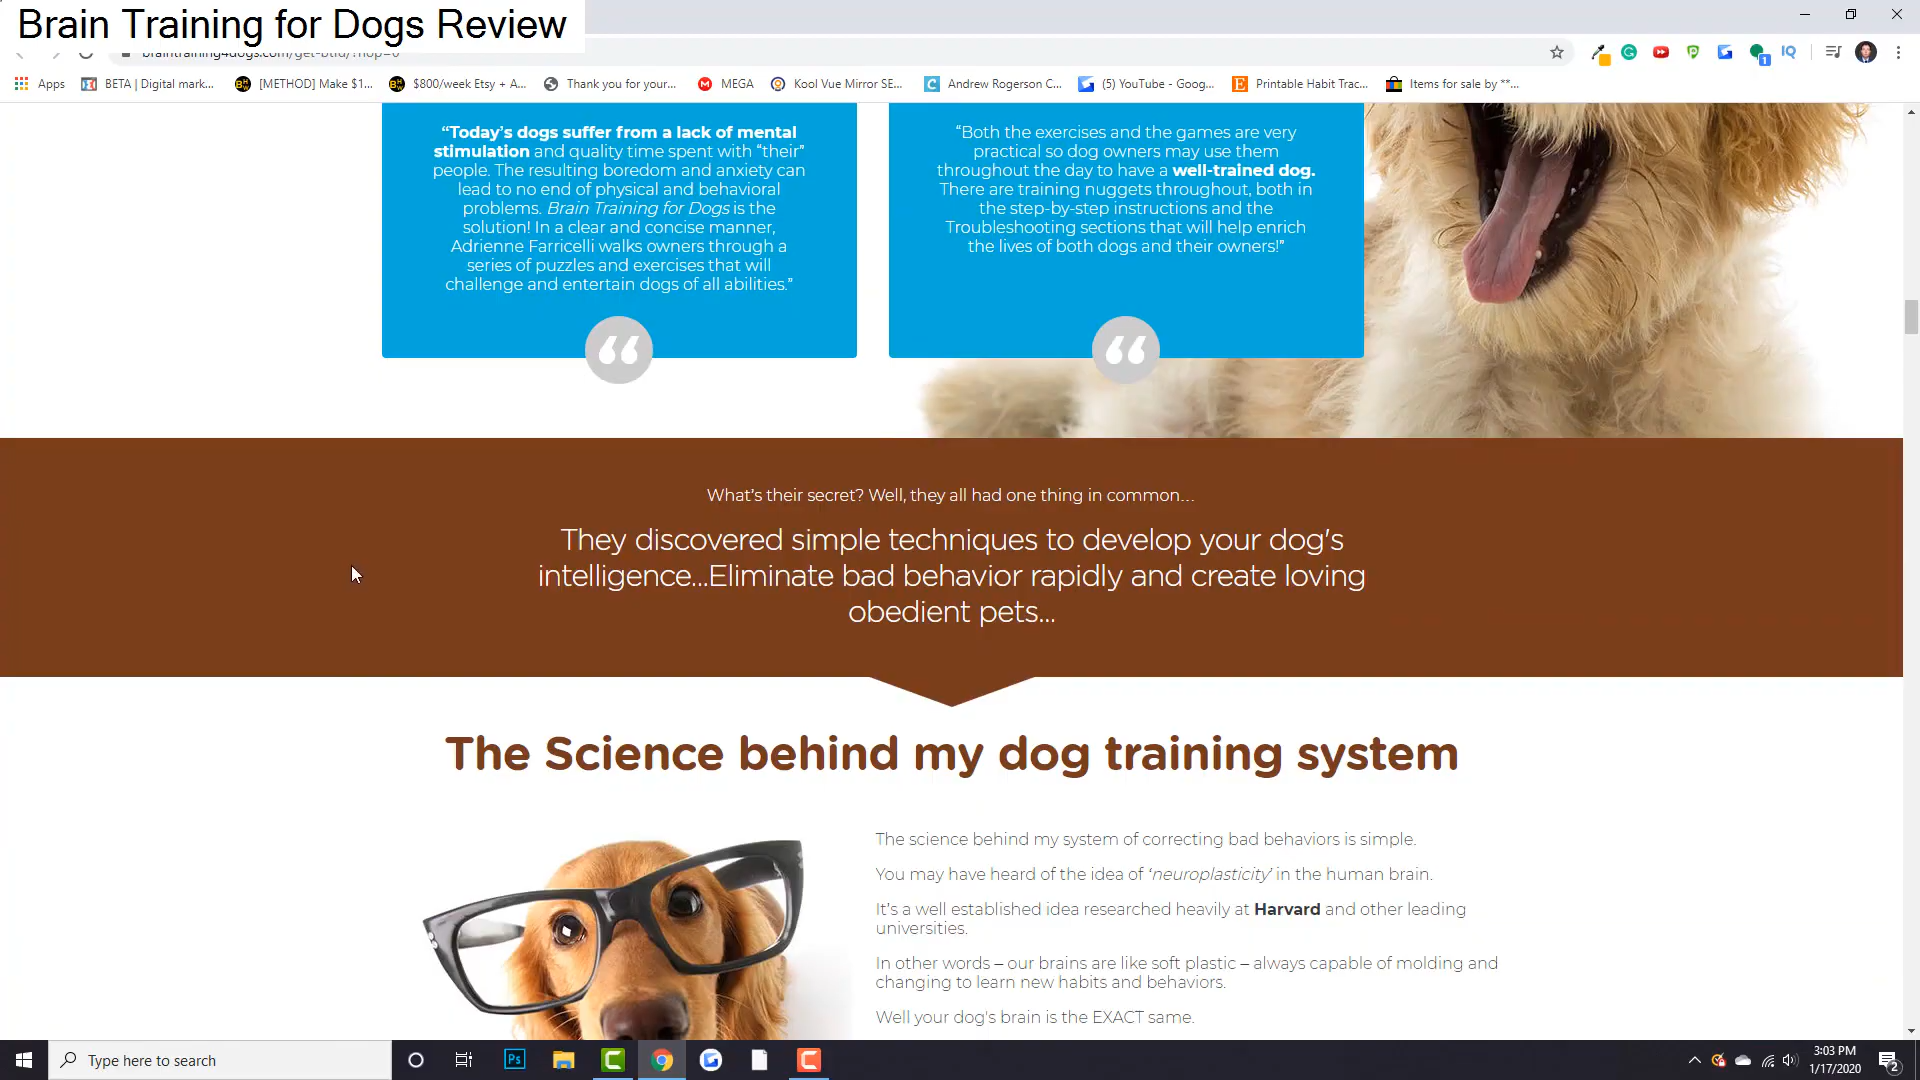 Brain Training for Dogs Review
braintraining4dogs.com/get-btfd/?hop=0
Apps
BETA | Digital mark...
[METHOD] Make $1...
$800/week Etsy + A...
Thank you for your...
MEGA
Kool Vue Mirror SE...
Andrew Rogerson C...
(5) YouTube - Goog...
Printable Habit Trac...
Items for sale by **...
“Today’s dogs suffer from a lack of mental
stimulation and quality time spent with “their”
people. The resulting boredom and anxiety can
lead to no end of physical and behavioral
problems. Brain Training for Dogs is the
solution! In a clear and concise manner,
Adrienne Farricelli walks owners through a
series of puzzles and exercises that will
challenge and entertain dogs of all abilities.”
“Both the exercises and the games are very
practical so dog owners may use them
throughout the day to have a well-trained dog.
There are training nuggets throughout, both in
the step-by-step instructions and the
Troubleshooting sections that will help enrich
the lives of both dogs and their owners!”
What’s their secret? Well, they all had one thing in common…
They discovered simple techniques to develop your dog's
intelligence...Eliminate bad behavior rapidly and create loving
obedient pets...
The Science behind my dog training system
The science behind my system of correcting bad behaviors is simple.
You may have heard of the idea of ‘neuroplasticity’ in the human brain.
It’s a well established idea researched heavily at Harvard and other leading
universities.
In other words – our brains are like soft plastic – always capable of molding and
changing to learn new habits and behaviors.
Well your dog's brain is the EXACT same.
Type here to search
Ps
3:03 PM
1/17/2020
2